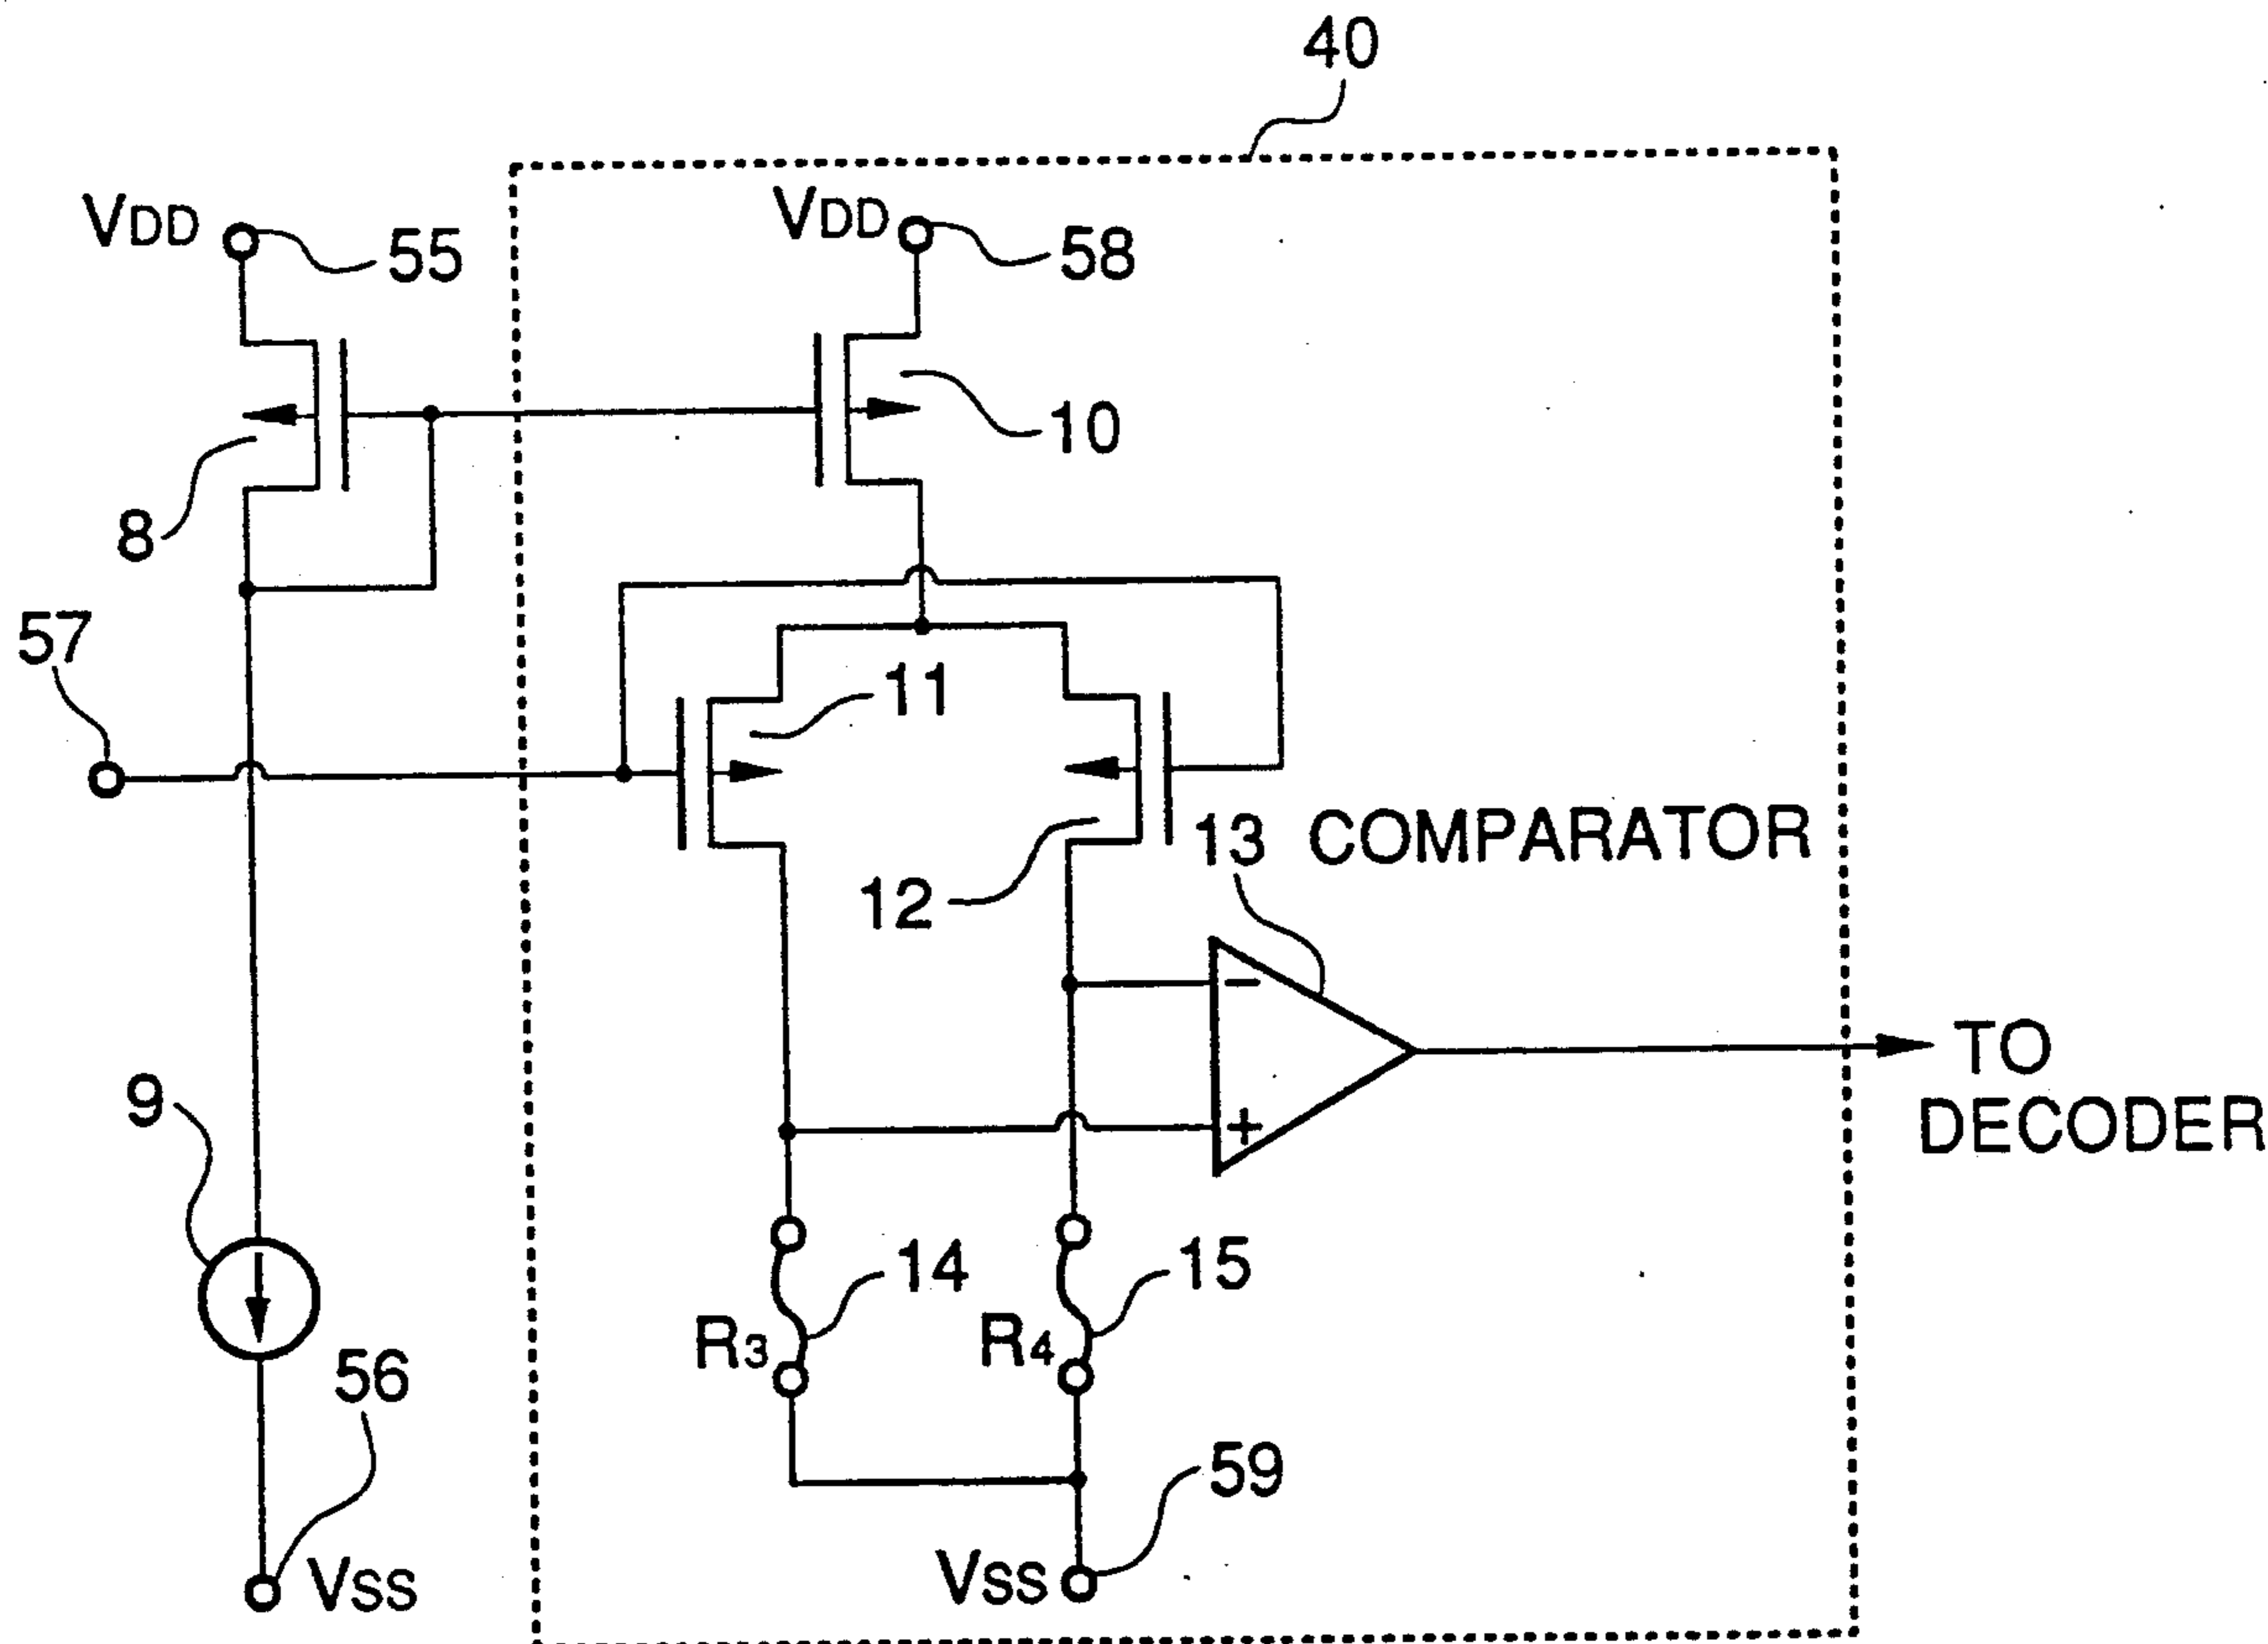 40
VDD
55
VDD
58
10
8
57
11
13 COMPARATOR
12
−
9
TO
DECODER
+
14
15
R3
R4
56
59
VSS
VSS